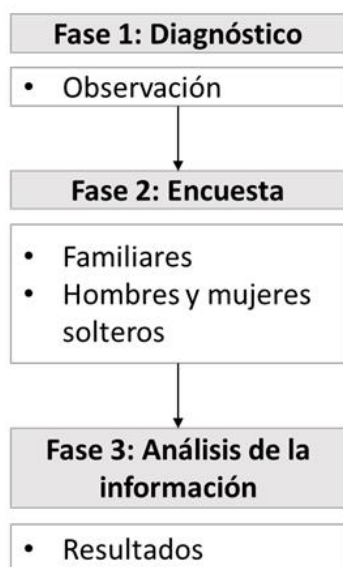 Fase 1: Diagnóstico
• Observación
Fase 2: Encuesta
• Familiares
• Hombres y mujeres
solteros
Fase 3: Análisis de la
información
• Resultados